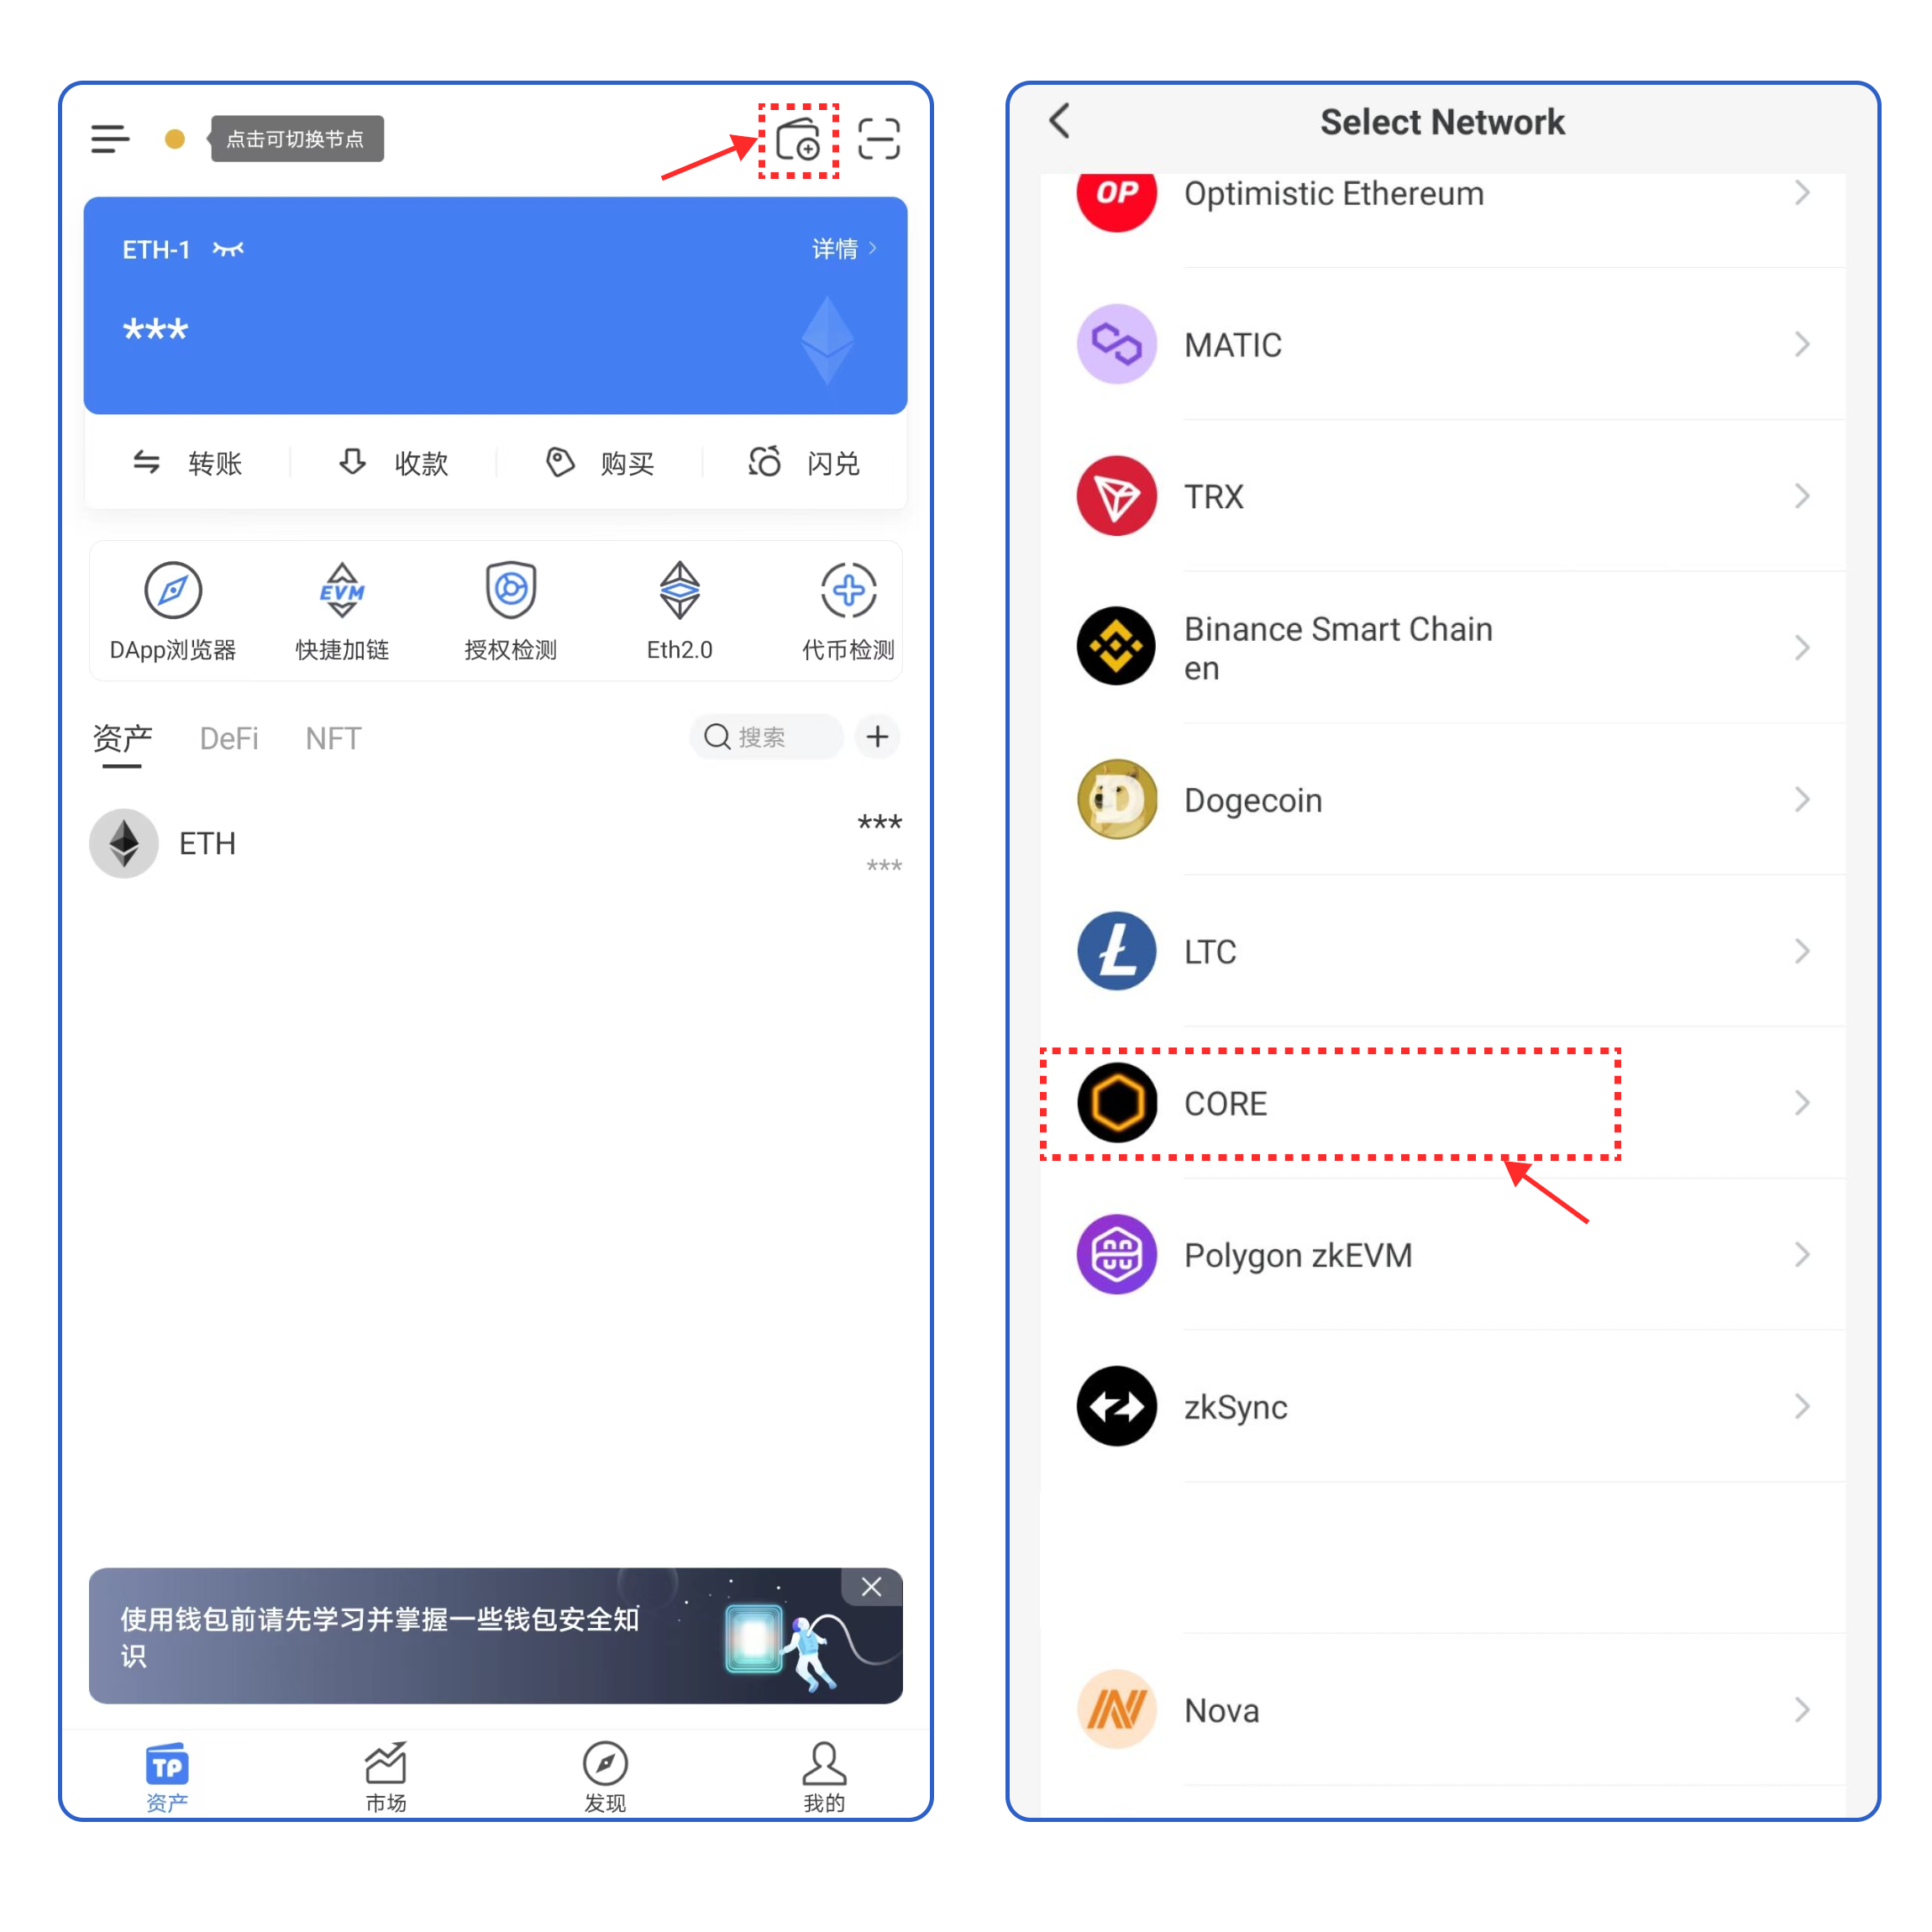 点击可切换节点
ETH-1
详情
***
转账
收款
购买
闪兑
DApp浏览器
EVM
快捷加链
授权检测
Eth2.0
代币检测
资产
DeFi
NFT
搜索
ETH
***
***
使用钱包前请先学习并掌握一些钱包安全知
识
TP
资产
市场
发现
我的
Select Network
OP
Optimistic Ethereum
MATIC
TRX
Binance Smart Chain
en
Dogecoin
LTC
CORE
Polygon zkEVM
zkSync
Nova